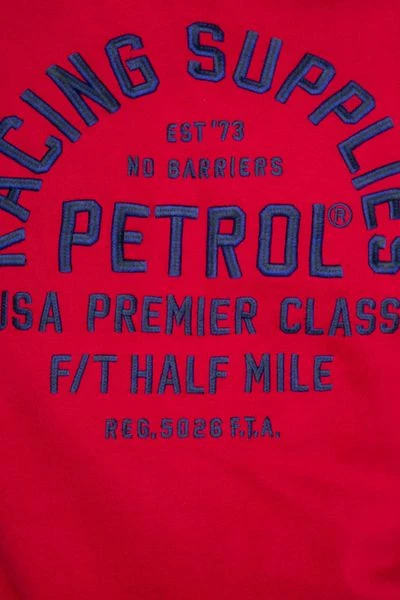 RACING SUPPLIES
EST '73
NO BARRIERS
PETROL®
USA PREMIER CLASS
F/T HALF MILE
REG.5026 F.T.A.